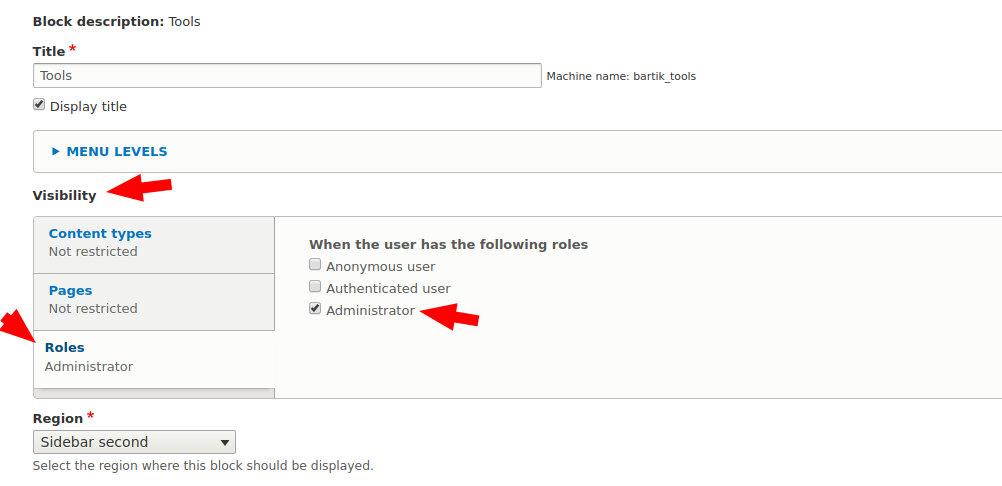 Block description: Tools
Title *
Tools
Machine name: bartik_tools
Display title
MENU LEVELS
Visibility
Content types
Not restricted
Pages
Not restricted
Roles
Administrator
When the user has the following roles
Anonymous user
Authenticated user
Administrator
Region *
Sidebar second
Select the region where this block should be displayed.